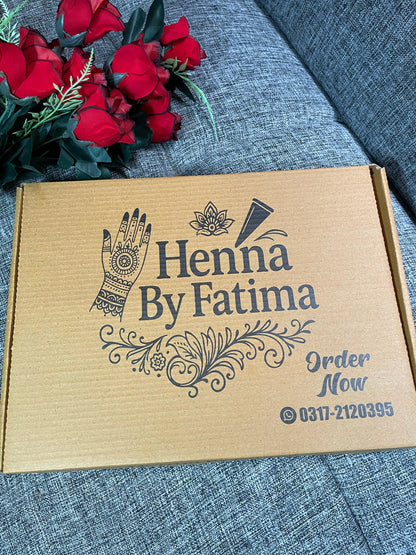 Henna
By Fatima
Order
Now
0317-2120395